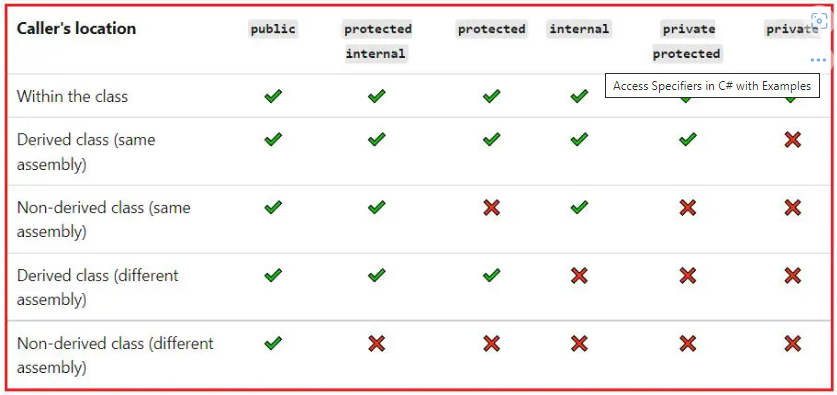 Caller's location public protected internal protected internal private protected private
Access Specifiers in C# with Examples
Within the class
Derived class (same
assembly)
Non-derived class (same
assembly)
Derived class (different
assembly)
Non-derived class (different
assembly)